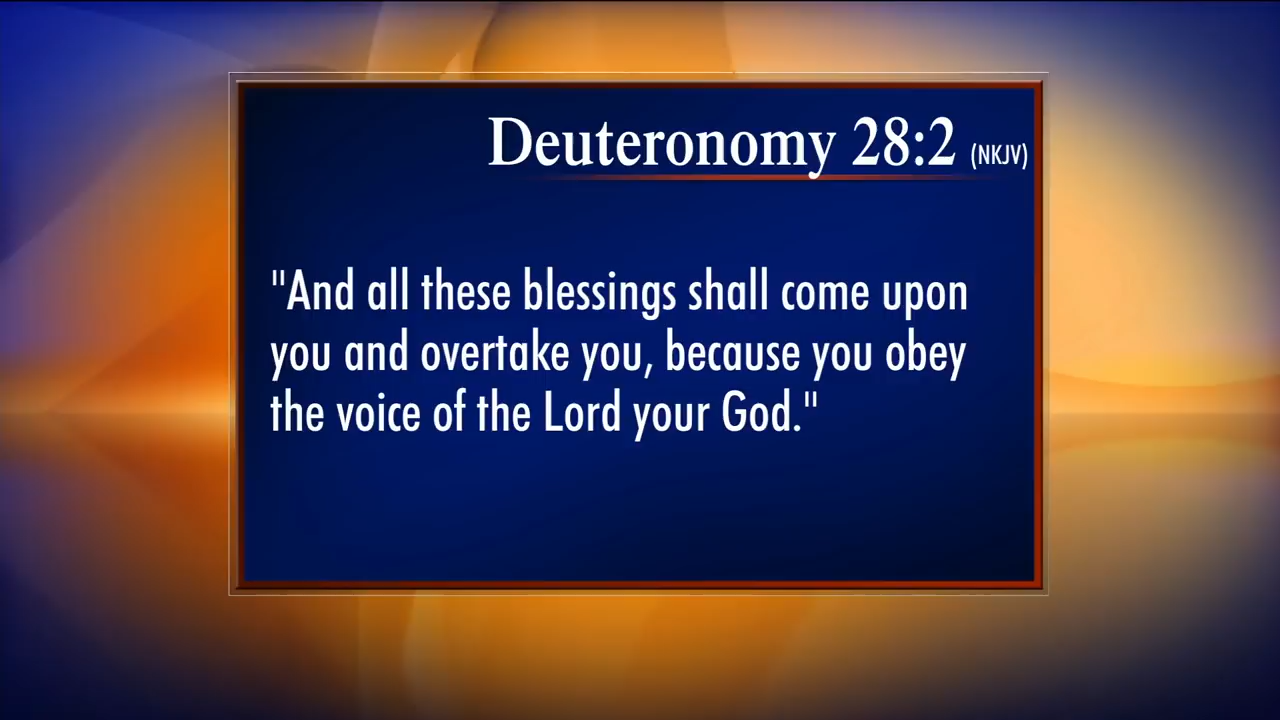 Deuteronomy 28:2 (NKJV)
"And all these blessings shall come upon
you and overtake you, because you obey
the voice of the Lord your God."